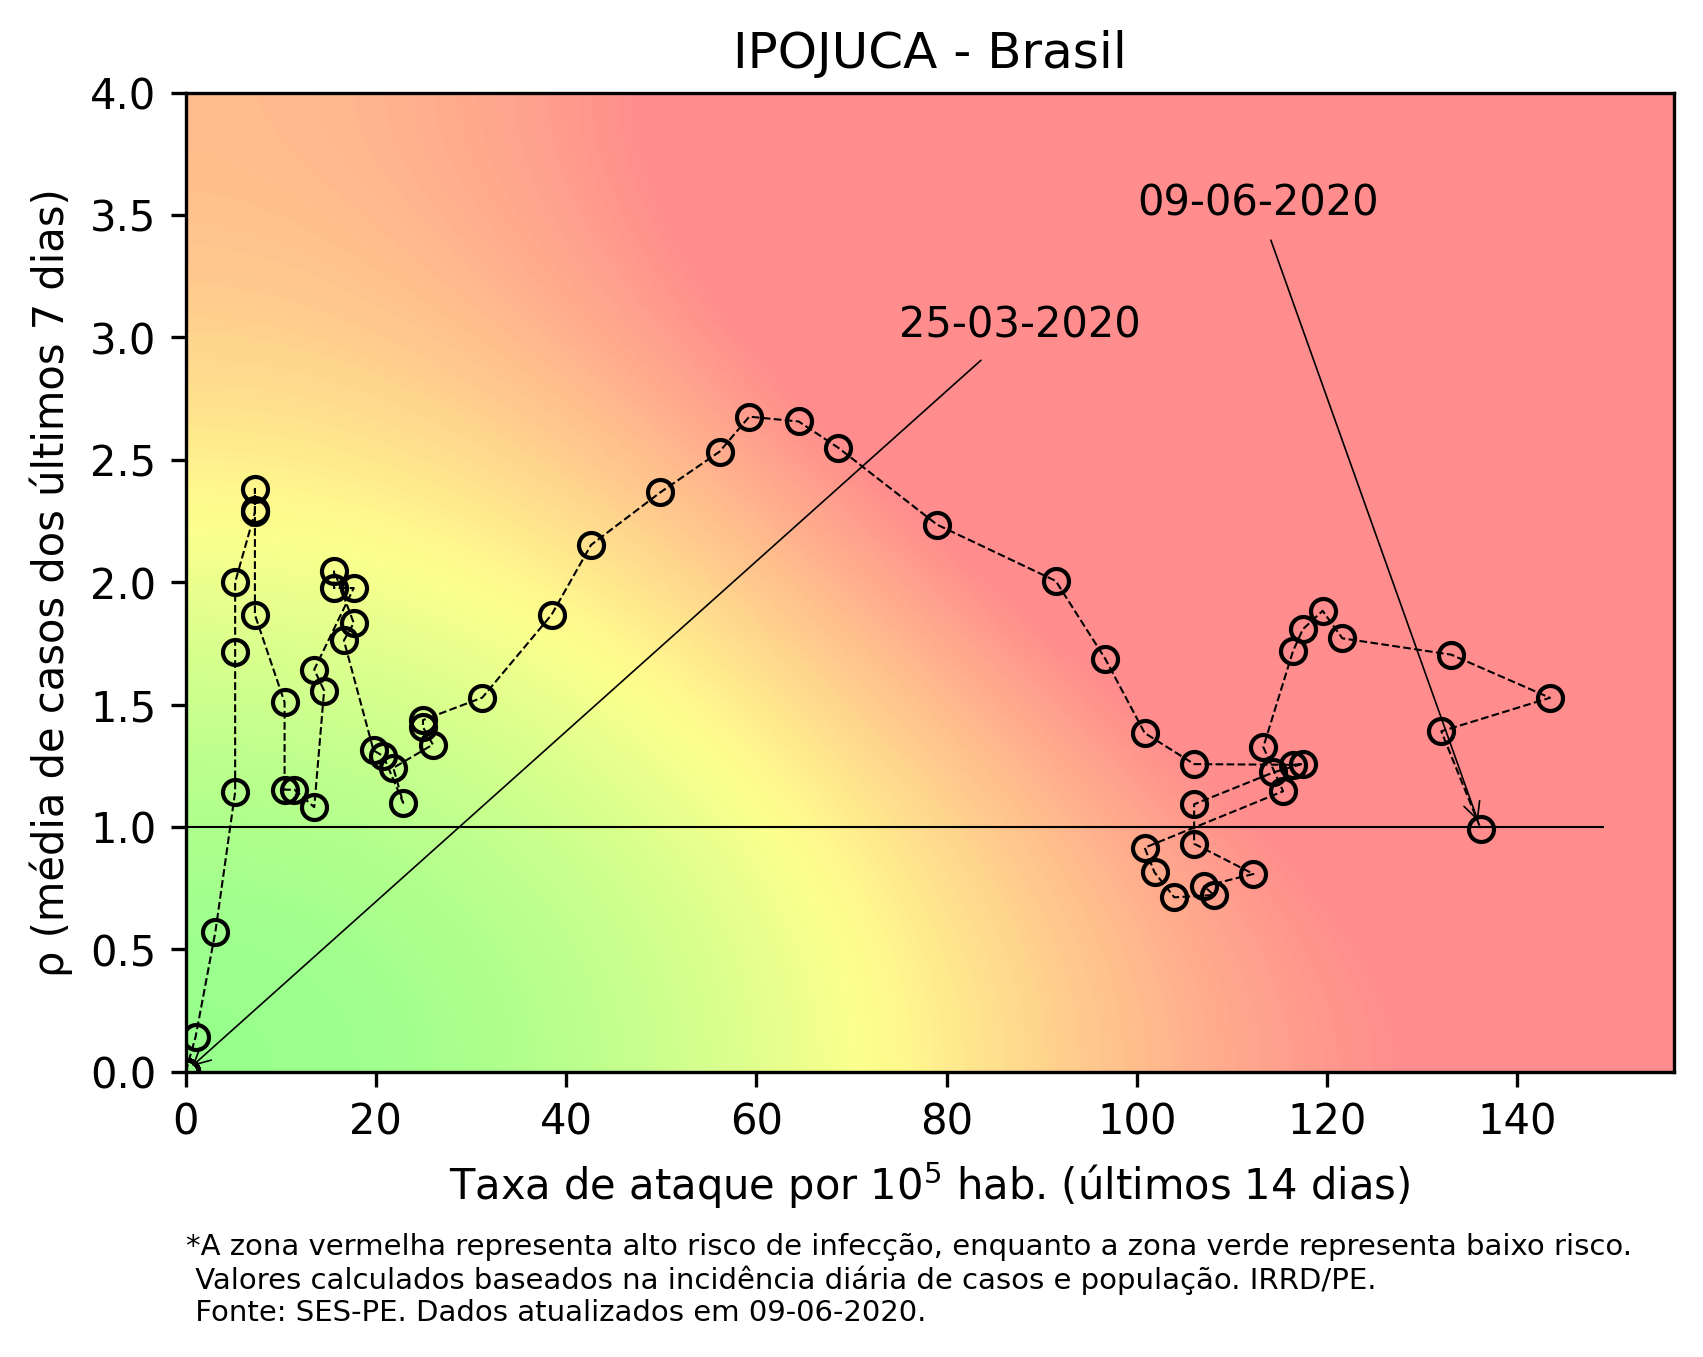 IPOJUCA - Brasil
4.0
3.5
3.0
2.5
2.0
1.5
1.0
0.5
0.0
ρ (média de casos dos últimos 7 dias)
09-06-2020
25-03-2020
0 20 40 60 80 100 120 140
Taxa de ataque por 10⁵ hab. (últimos 14 dias)
*A zona vermelha representa alto risco de infecção, enquanto a zona verde representa baixo risco.
Valores calculados baseados na incidência diária de casos e população. IRRD/PE.
Fonte: SES-PE. Dados atualizados em 09-06-2020.